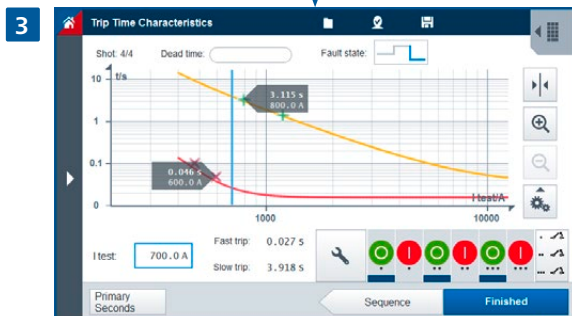 3
Trip Time Characteristics
Shot: 4/4
Dead time:
Fault state:
10
t/s
3.115 s
800.0 A
1
0.1
0.046 s
600.0 A
0
I test/A
1000
10000
I test:
700.0 A
Fast trip:
0.027 s
Slow trip:
3.918 s
Primary
Seconds
Sequence
Finished